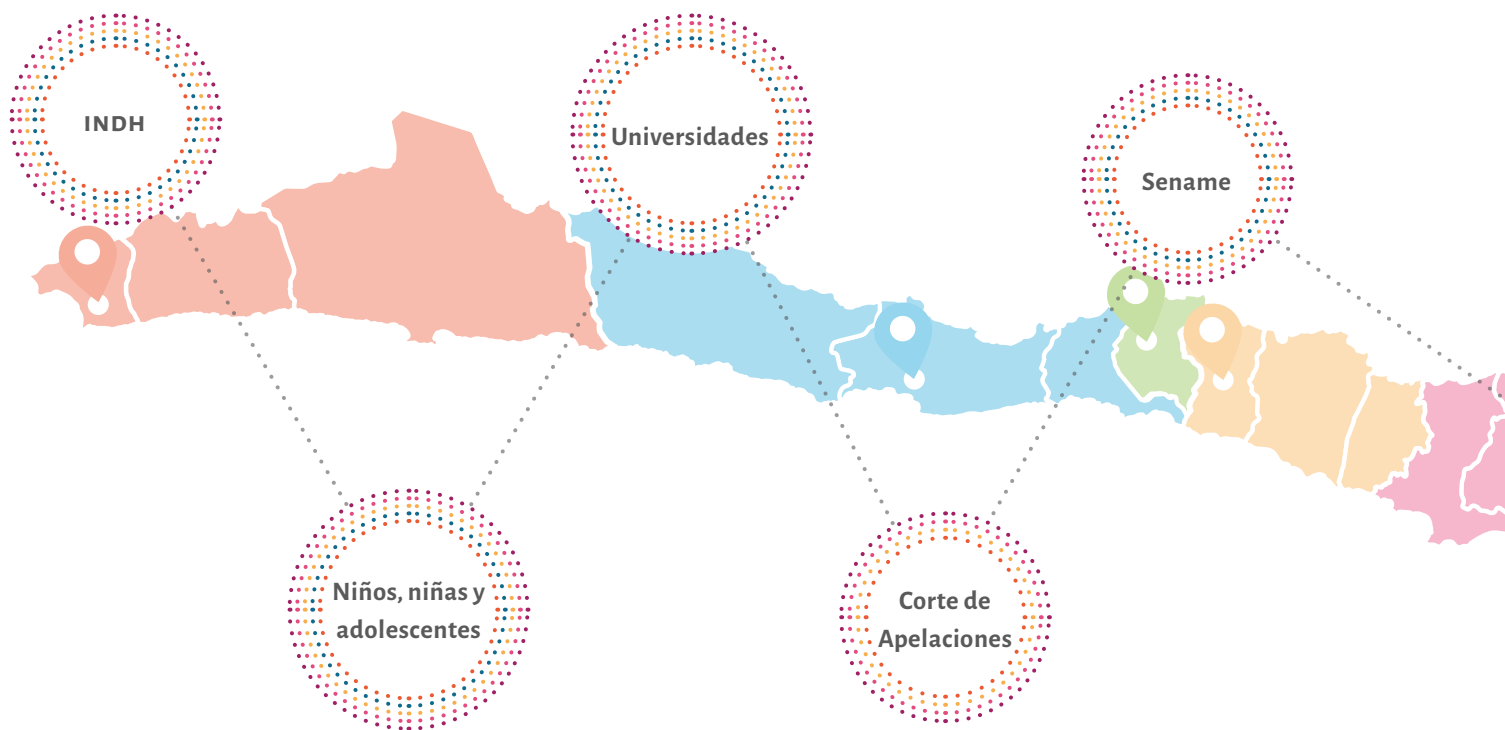 INDH
Universidades
Sename
Niños, niñas y
adolescentes
Corte de
Apelaciones